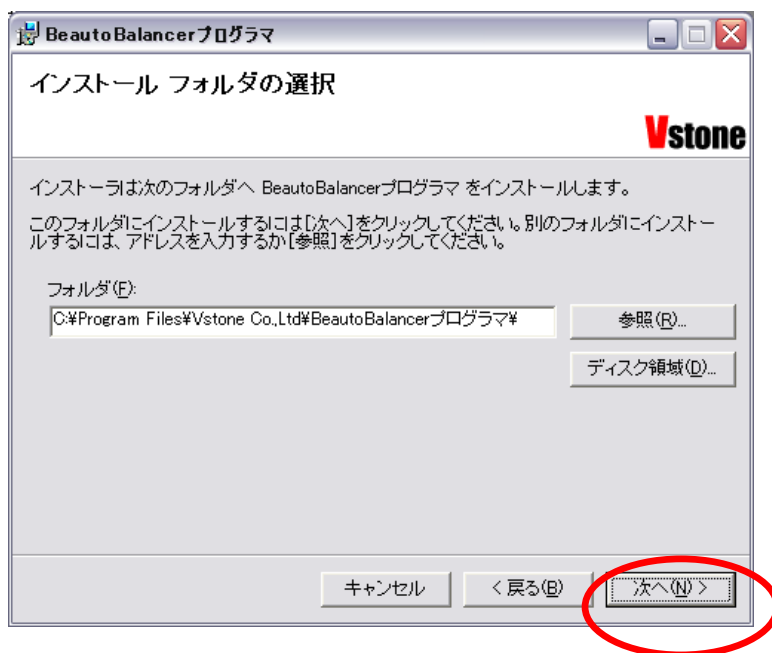 BeautoBalancerプログラマ
インストール フォルダの選択
Vstone
インストーラは次のフォルダへ BeautoBalancerプログラマ をインストールします。
このフォルダにインストールするには[次へ]をクリックしてください。別のフォルダにインストー
ルするには、アドレスを入力するか[参照]をクリックしてください。
フォルダ(F):
C:¥Program Files¥Vstone Co.,Ltd¥BeautoBalancerプログラマ¥
参照(R)...
ディスク領域(D)...
キャンセル
< 戻る(B)
次へ(N) >